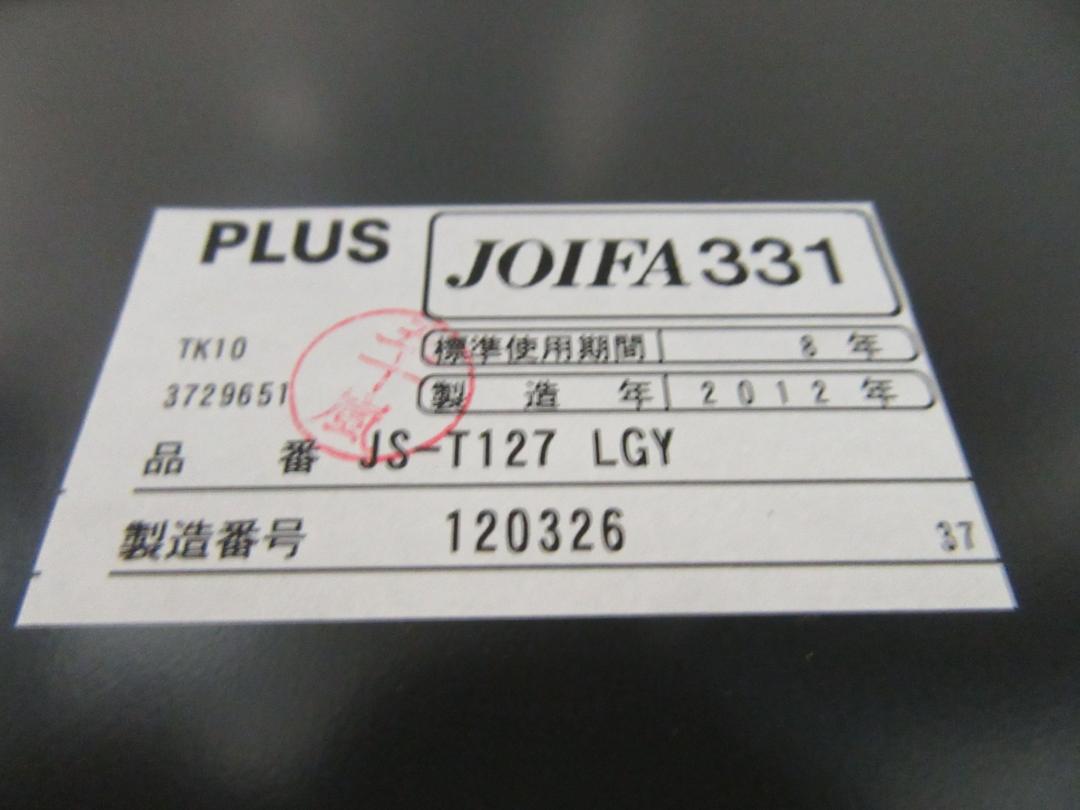 PLUS
JOIFA 331
TK10
標準使用期間 8年
3729651
製造年 2012年
品番 JS-T127 LGY
製造番号 120326 37